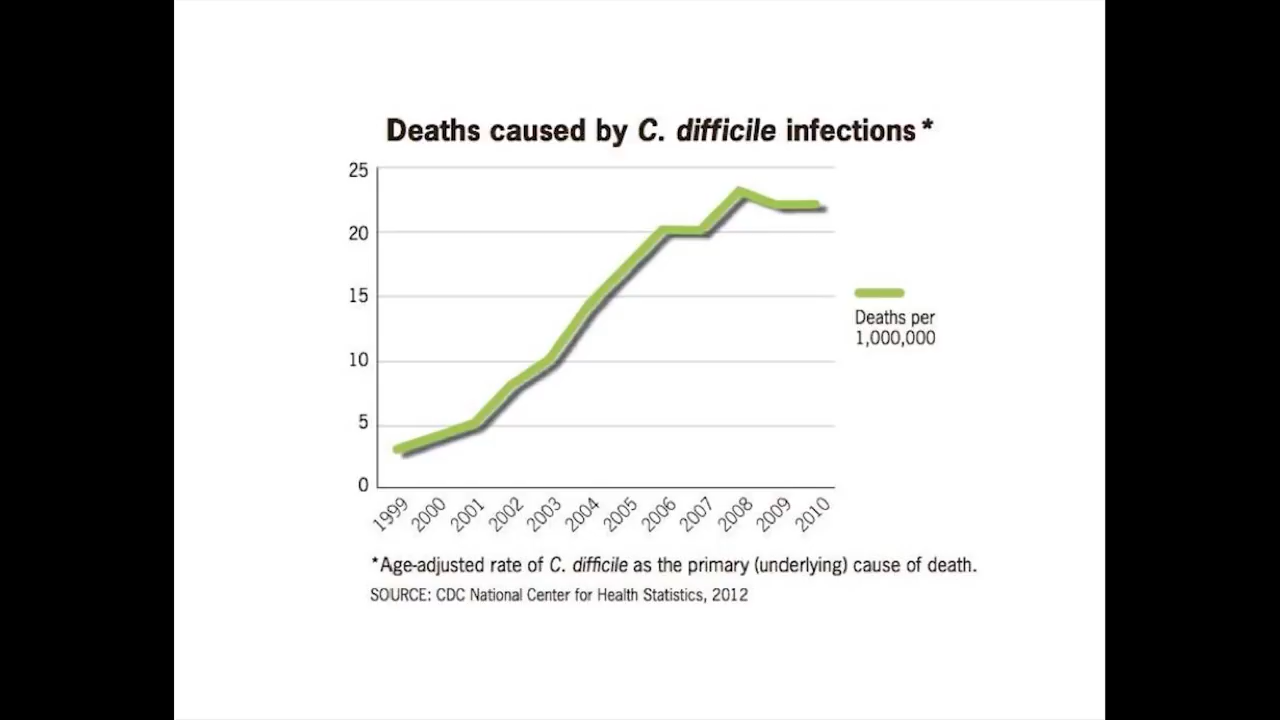 Deaths caused by C. difficile infections*
25
20
15
10
5
0
1999 2000 2001 2002 2003 2004 2005 2006 2007 2008 2009 2010
Deaths per
1,000,000
*Age-adjusted rate of C. difficile as the primary (underlying) cause of death.
SOURCE: CDC National Center for Health Statistics, 2012